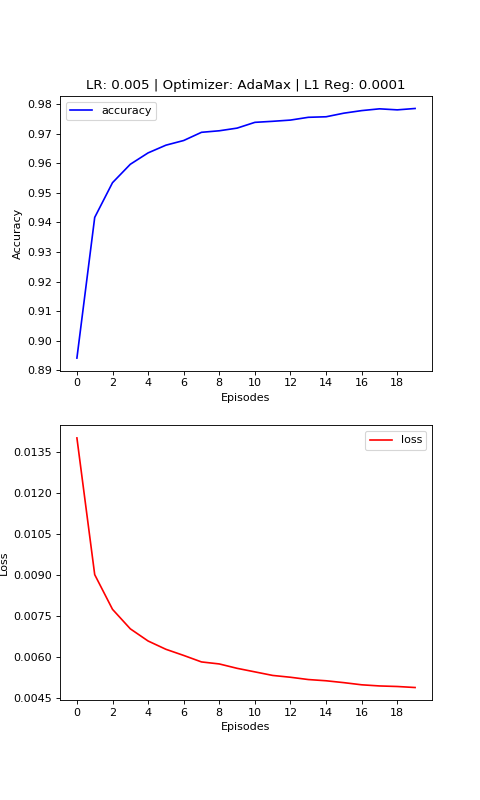 LR: 0.005 | Optimizer: AdaMax | L1 Reg: 0.0001
accuracy
0.98
0.97
0.96
0.95
0.94
0.93
0.92
0.91
0.90
0.89
Accuracy
0 2 4 6 8 10 12 14 16 18
Episodes
loss
0.0135
0.0120
0.0105
0.0090
0.0075
0.0060
0.0045
Loss
0 2 4 6 8 10 12 14 16 18
Episodes